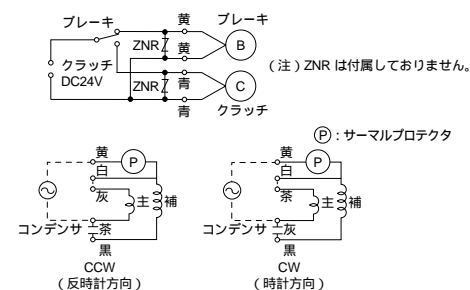 ブレーキ
黄
ブレーキ
ZNR
黄
B
クラッチ
DC24V
ZNR
青
C
青
クラッチ
(注)ZNRは付属しておりません。
P:サーマルプロテクタ
黄
P
白
灰
主
補
コンデンサ
茶
黒
CCW
(反時計方向)
黄
P
白
茶
主
補
コンデンサ
灰
黒
CW
(時計方向)